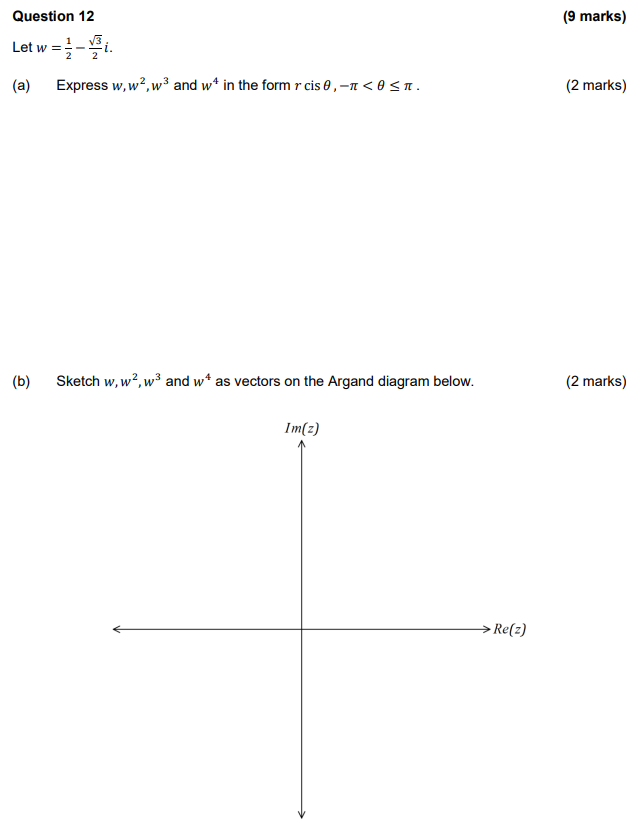 Question 12 (9 marks)
Let w = 1/2 − √3/2 i.
(a) Express w, w², w³ and w⁴ in the form r cis θ , −π < θ ≤ π . (2 marks)
(b) Sketch w, w², w³ and w⁴ as vectors on the Argand diagram below. (2 marks)
Im(z)
Re(z)